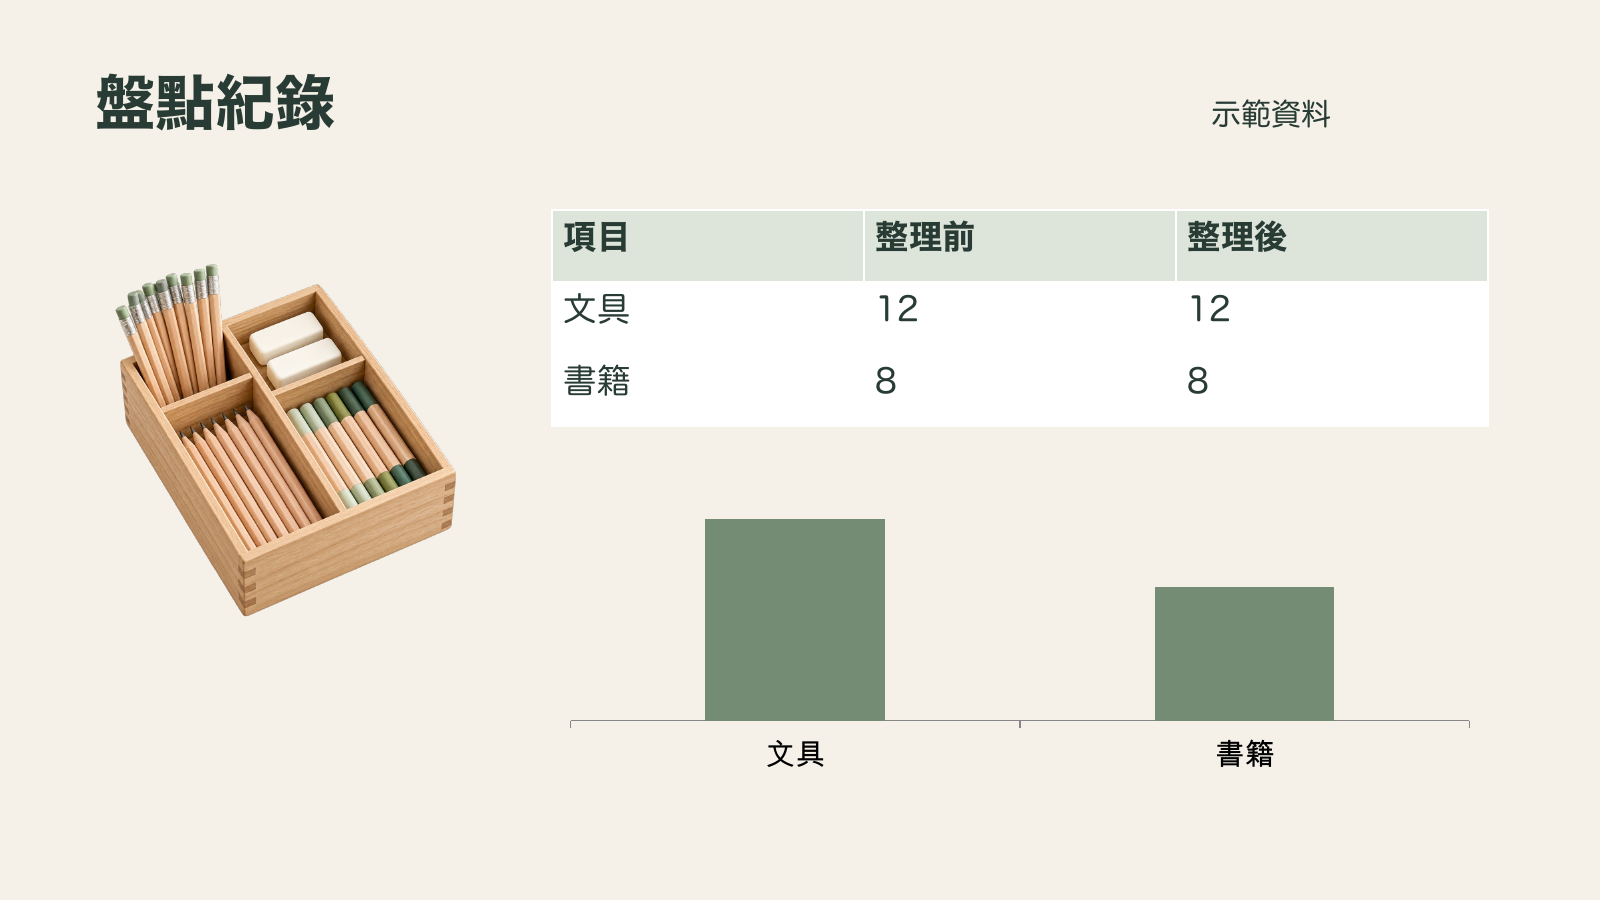 盤點紀錄
示範資料
項目 整理前 整理後
文具 12 12
書籍 8 8
文具 書籍